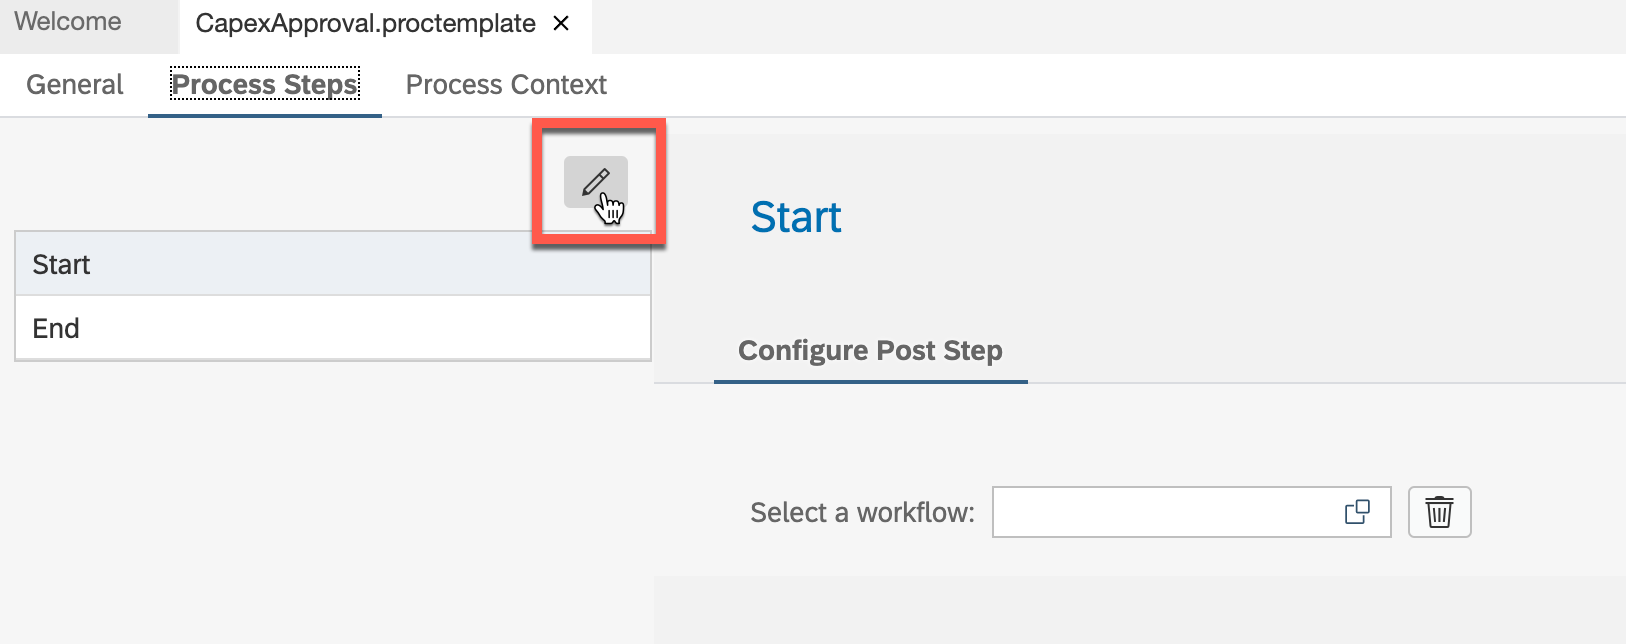 Welcome
CapexApproval.proctemplate
General
Process Steps
Process Context
Start
End
Start
Configure Post Step
Select a workflow: